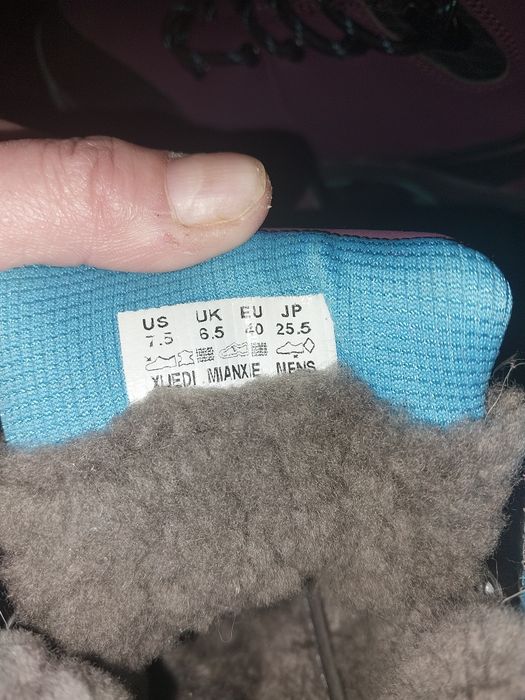 US UK EU JP
7.5 6.5 40 25.5
XUEDI MIANXIE MENS